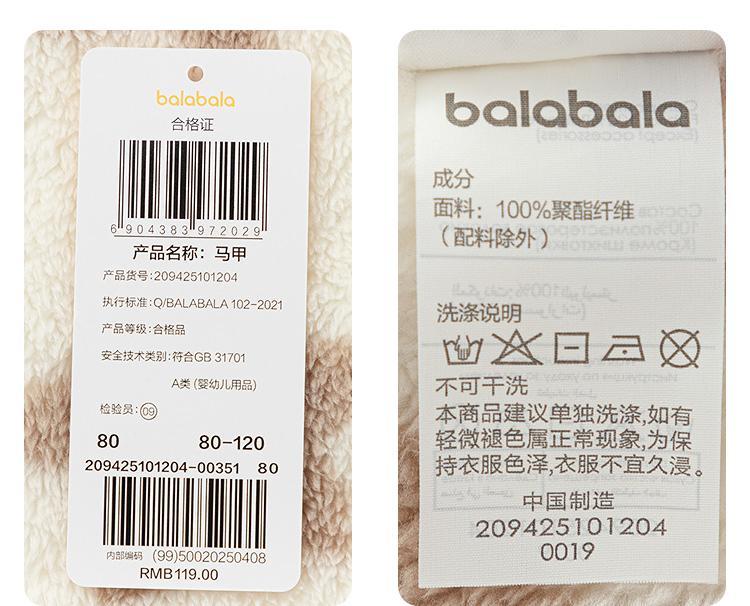 balabala
合格证
6904383972029
产品名称：马甲
产品货号:209425101204
执行标准:Q/BALABALA 102-2021
产品等级:合格品
安全技术类别:符合GB 31701
A类 (婴幼儿用品)
检验员:09
80 80-120
209425101204-00351 80
内部编码 (99)50020250408
RMB119.00
balabala
成分
面料：100%聚酯纤维
（配料除外）
洗涤说明
不可干洗
本商品建议单独洗涤,如有
轻微褪色属正常现象,为保
持衣服色泽,衣服不宜久浸。
中国制造
209425101204
0019